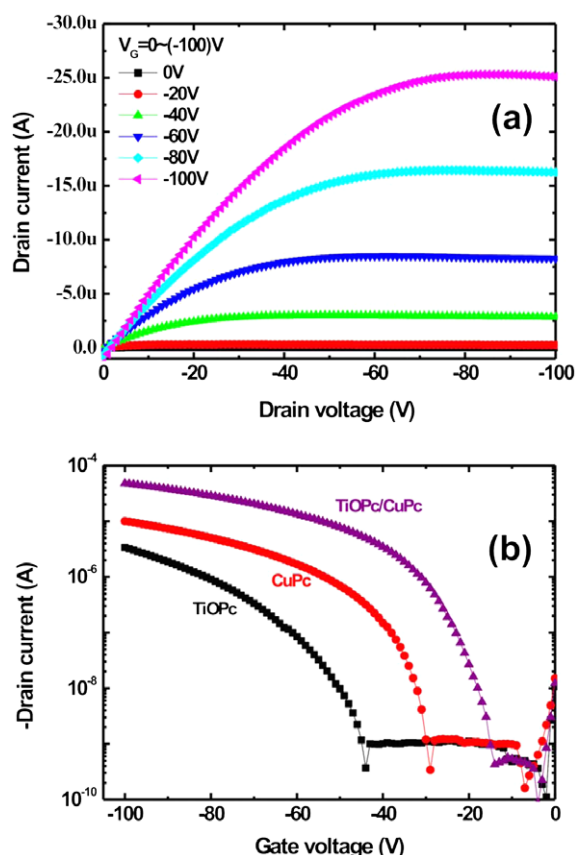 -30.0u
-25.0u
-20.0u
-15.0u
-10.0u
-5.0u
0.0
Drain current (A)
V_G=0~(-100)V
0V
-20V
-40V
-60V
-80V
-100V
(a)
0 -20 -40 -60 -80 -100
Drain voltage (V)
10^-4
10^-6
10^-8
10^-10
-Drain current (A)
TiOPc/CuPc
CuPc
TiOPc
(b)
-100 -80 -60 -40 -20 0
Gate voltage (V)